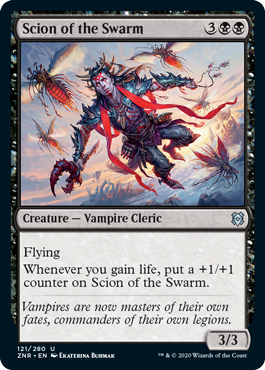 Scion of the Swarm 3
Creature — Vampire Cleric
Flying
Whenever you gain life, put a +1/+1
counter on Scion of the Swarm.
Vampires are now masters of their own
fates, commanders of their own legions.
3/3
121/280 U
ZNR • EN Ekaterina Burmak ™ & © 2020 Wizards of the Coast